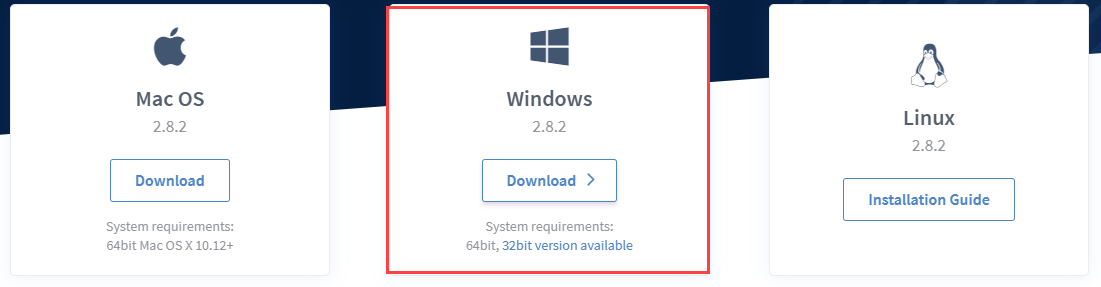 Mac OS
2.8.2
Download
System requirements:
64bit Mac OS X 10.12+
Windows
2.8.2
Download
System requirements:
64bit, 32bit version available
Linux
2.8.2
Installation Guide